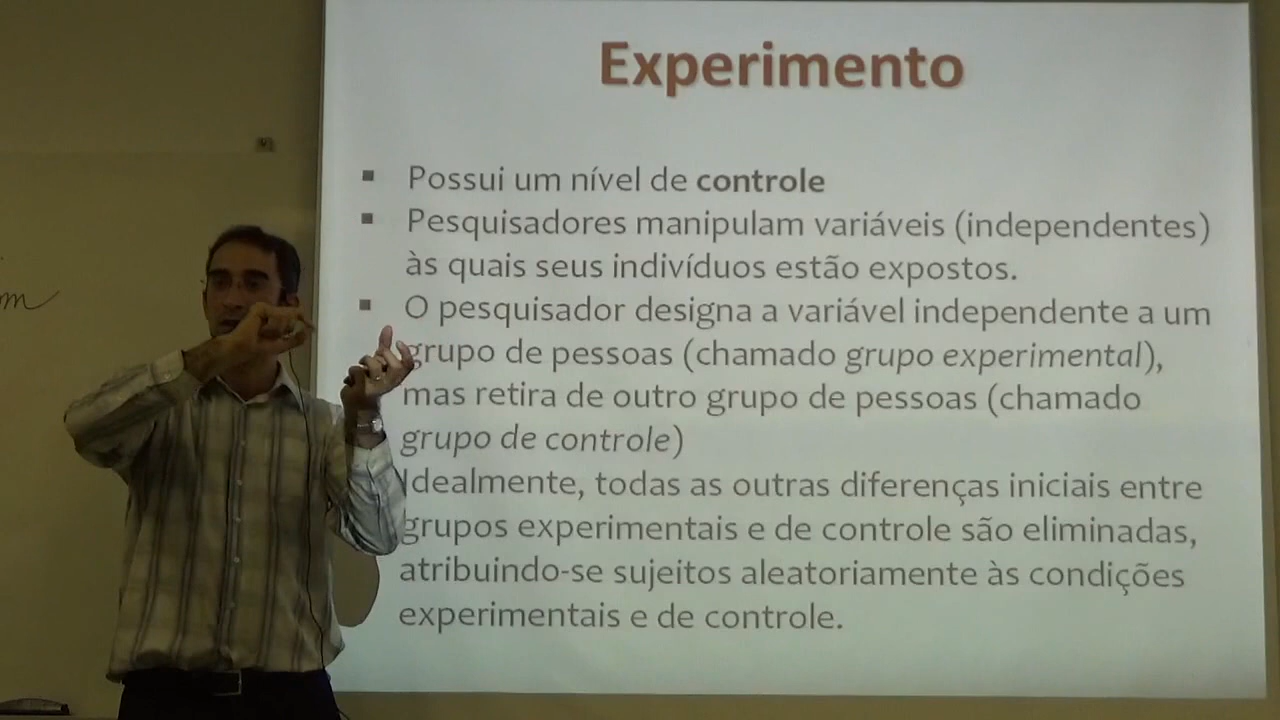 Experimento
Possui um nível de controle
Pesquisadores manipulam variáveis (independentes)
às quais seus indivíduos estão expostos.
O pesquisador designa a variável independente a um
grupo de pessoas (chamado grupo experimental),
mas retira de outro grupo de pessoas (chamado
grupo de controle)
Idealmente, todas as outras diferenças iniciais entre
grupos experimentais e de controle são eliminadas,
atribuindo-se sujeitos aleatoriamente às condições
experimentais e de controle.